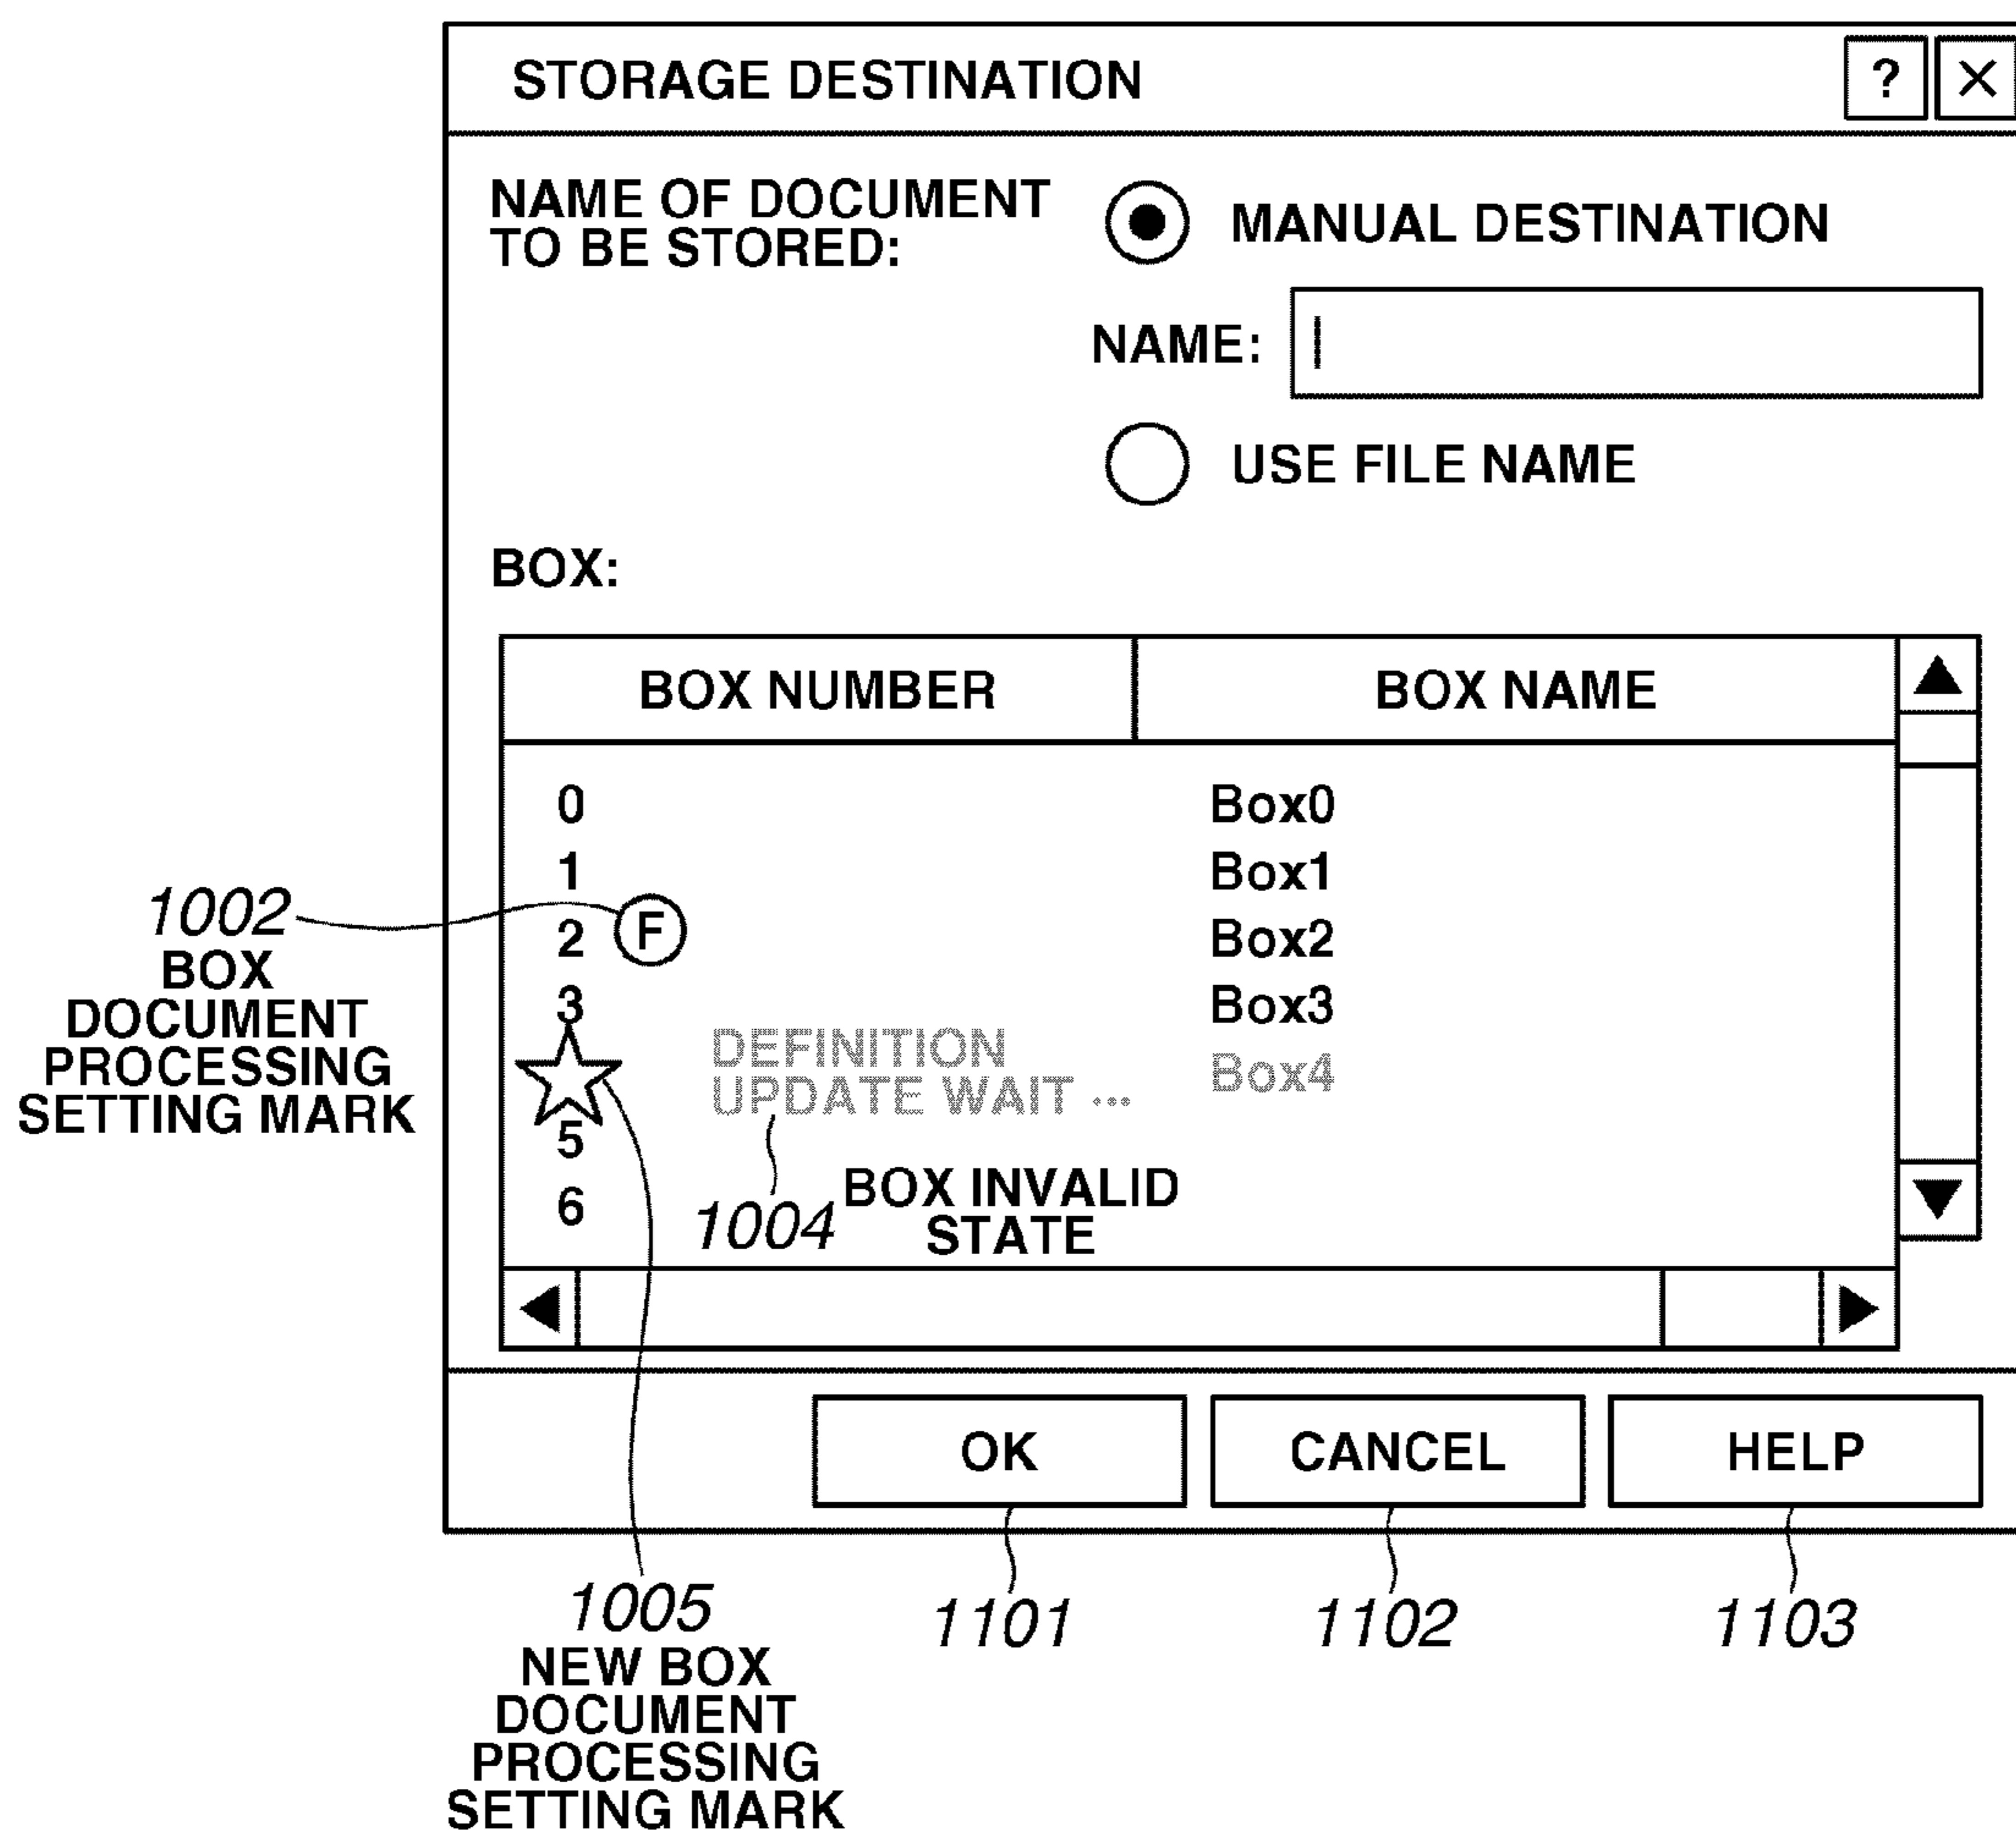 STORAGE DESTINATION
?
NAME OF DOCUMENT
TO BE STORED:
MANUAL DESTINATION
NAME:
USE FILE NAME
BOX:
BOX NUMBER BOX NAME
0 Box0
1 Box1
2 F Box2
3 Box3
DEFINITION
UPDATE WAIT ... Box4
5
6
1002
BOX
DOCUMENT
PROCESSING
SETTING MARK
1004
BOX INVALID
STATE
OK CANCEL HELP
1101 1102 1103
1005
NEW BOX
DOCUMENT
PROCESSING
SETTING MARK